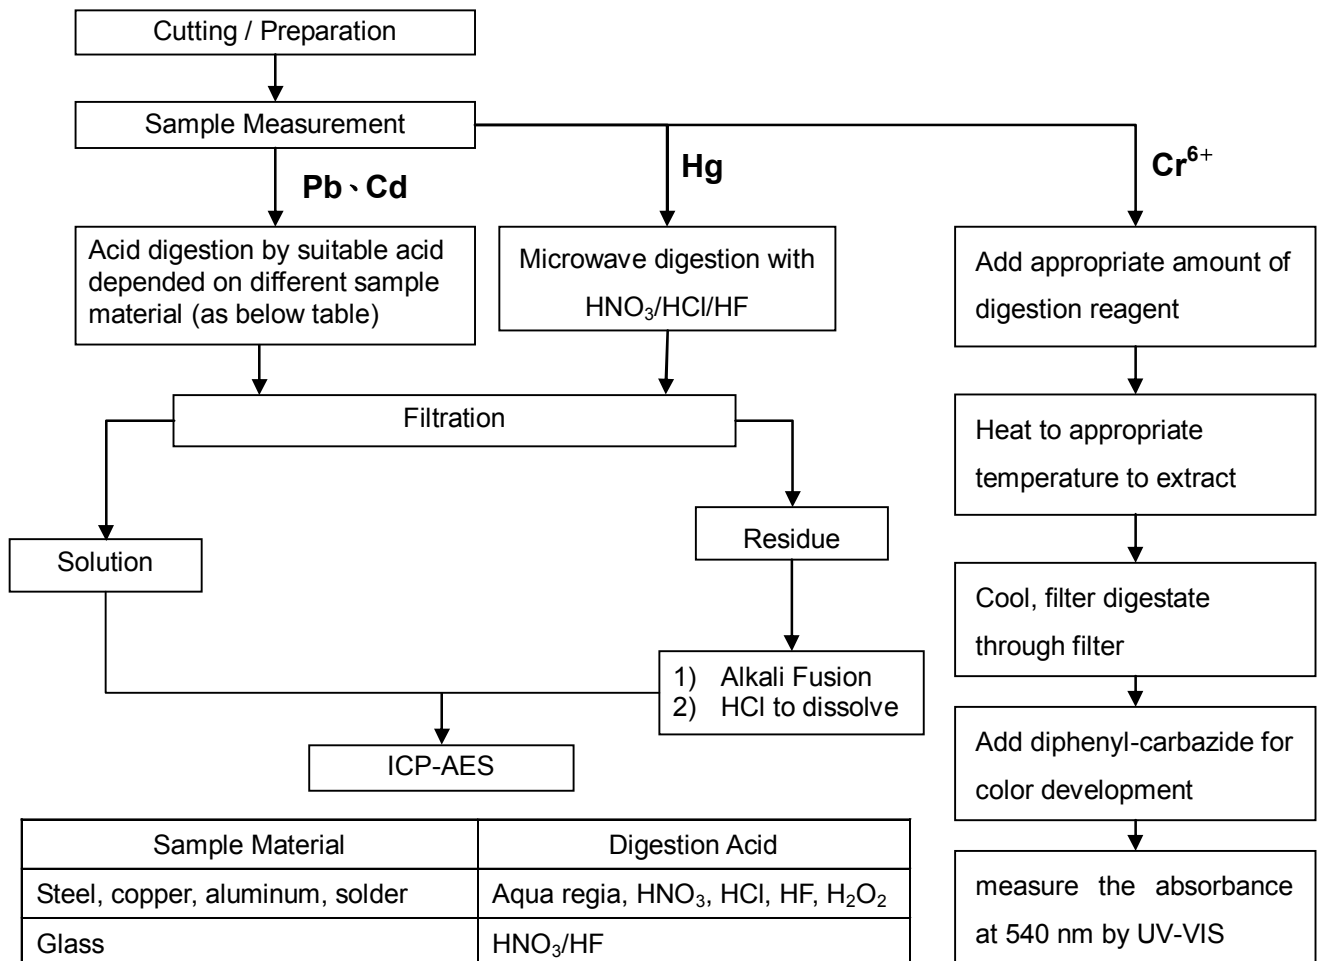 Cutting / Preparation
Sample Measurement
Pb、Cd
Hg
Cr⁶⁺
Acid digestion by suitable acid
depended on different sample
material (as below table)
Microwave digestion with
HNO₃/HCl/HF
Add appropriate amount of
digestion reagent
Filtration
Heat to appropriate
temperature to extract
Solution
Residue
Cool, filter digestate
through filter
1) Alkali Fusion
2) HCl to dissolve
ICP-AES
Add diphenyl-carbazide for
color development
measure the absorbance
at 540 nm by UV-VIS
Sample Material Digestion Acid
Steel, copper, aluminum, solder Aqua regia, HNO₃, HCl, HF, H₂O₂
Glass HNO₃/HF